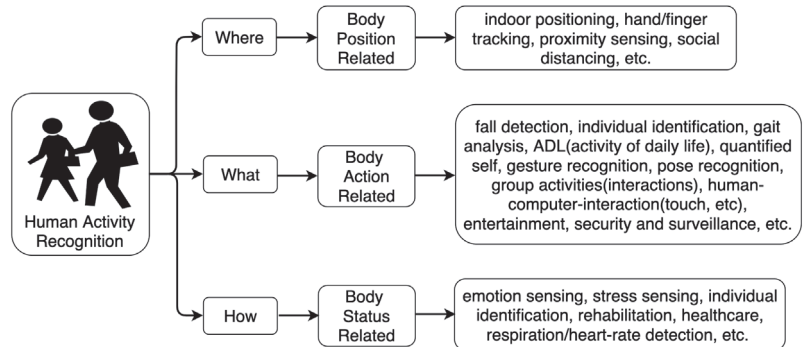 Human Activity
Recognition
Where
Body
Position
Related
indoor positioning, hand/finger
tracking, proximity sensing, social
distancing, etc.
What
Body
Action
Related
fall detection, individual identification, gait
analysis, ADL(activity of daily life), quantified
self, gesture recognition, pose recognition,
group activities(interactions), human-
computer-interaction(touch, etc),
entertainment, security and surveillance, etc.
How
Body
Status
Related
emotion sensing, stress sensing, individual
identification, rehabilitation, healthcare,
respiration/heart-rate detection, etc.